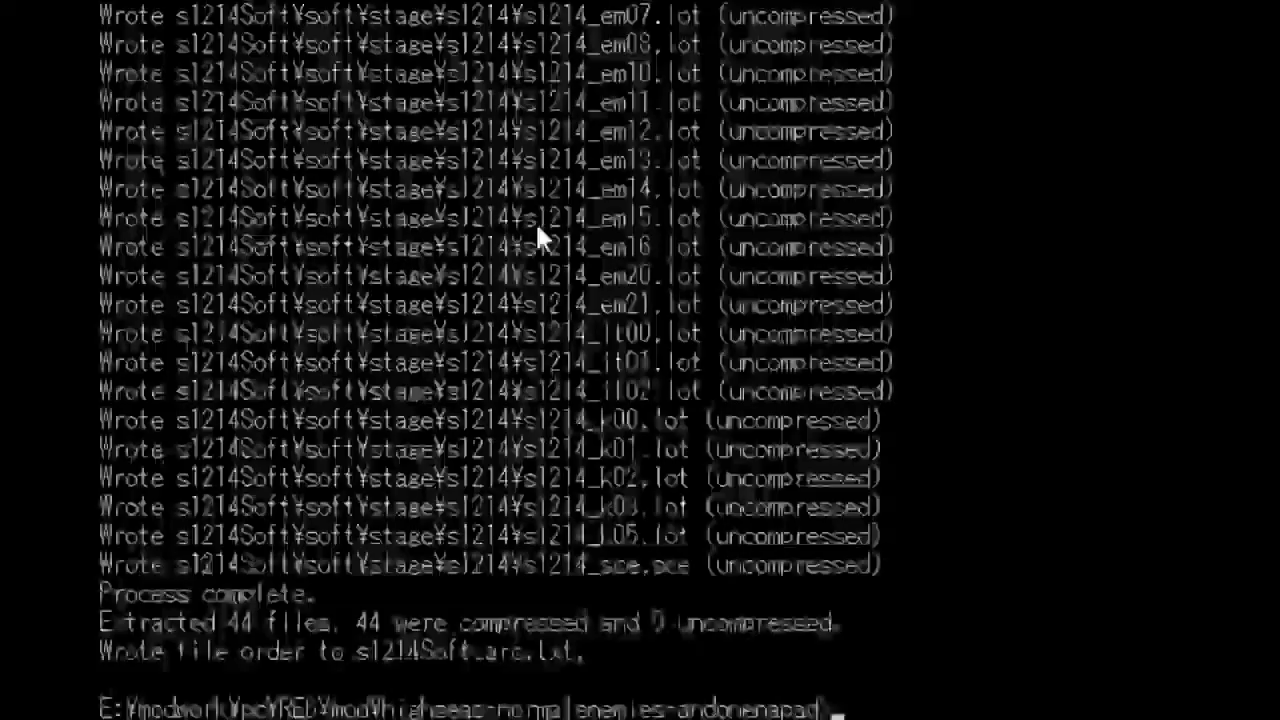 Wrote s1214Soft¥soft¥stage¥s1214¥s1214_em07.lot (uncompressed)
Wrote s1214Soft¥soft¥stage¥s1214¥s1214_em08.lot (uncompressed)
Wrote s1214Soft¥soft¥stage¥s1214¥s1214_em10.lot (uncompressed)
Wrote s1214Soft¥soft¥stage¥s1214¥s1214_em11.lot (uncompressed)
Wrote s1214Soft¥soft¥stage¥s1214¥s1214_em12.lot (uncompressed)
Wrote s1214Soft¥soft¥stage¥s1214¥s1214_em13.lot (uncompressed)
Wrote s1214Soft¥soft¥stage¥s1214¥s1214_em14.lot (uncompressed)
Wrote s1214Soft¥soft¥stage¥s1214¥s1214_em15.lot (uncompressed)
Wrote s1214Soft¥soft¥stage¥s1214¥s1214_em16.lot (uncompressed)
Wrote s1214Soft¥soft¥stage¥s1214¥s1214_em20.lot (uncompressed)
Wrote s1214Soft¥soft¥stage¥s1214¥s1214_em21.lot (uncompressed)
Wrote s1214Soft¥soft¥stage¥s1214¥s1214_it00.lot (uncompressed)
Wrote s1214Soft¥soft¥stage¥s1214¥s1214_it01.lot (uncompressed)
Wrote s1214Soft¥soft¥stage¥s1214¥s1214_it02.lot (uncompressed)
Wrote s1214Soft¥soft¥stage¥s1214¥s1214_k00.lot (uncompressed)
Wrote s1214Soft¥soft¥stage¥s1214¥s1214_k01.lot (uncompressed)
Wrote s1214Soft¥soft¥stage¥s1214¥s1214_k02.lot (uncompressed)
Wrote s1214Soft¥soft¥stage¥s1214¥s1214_k03.lot (uncompressed)
Wrote s1214Soft¥soft¥stage¥s1214¥s1214_k05.lot (uncompressed)
Wrote s1214Soft¥soft¥stage¥s1214¥s1214_sce.pce (uncompressed)
Process complete.
Extracted 44 files, 44 were compressed and 0 uncompressed.
Wrote file order to s1214Soft.arc.txt.